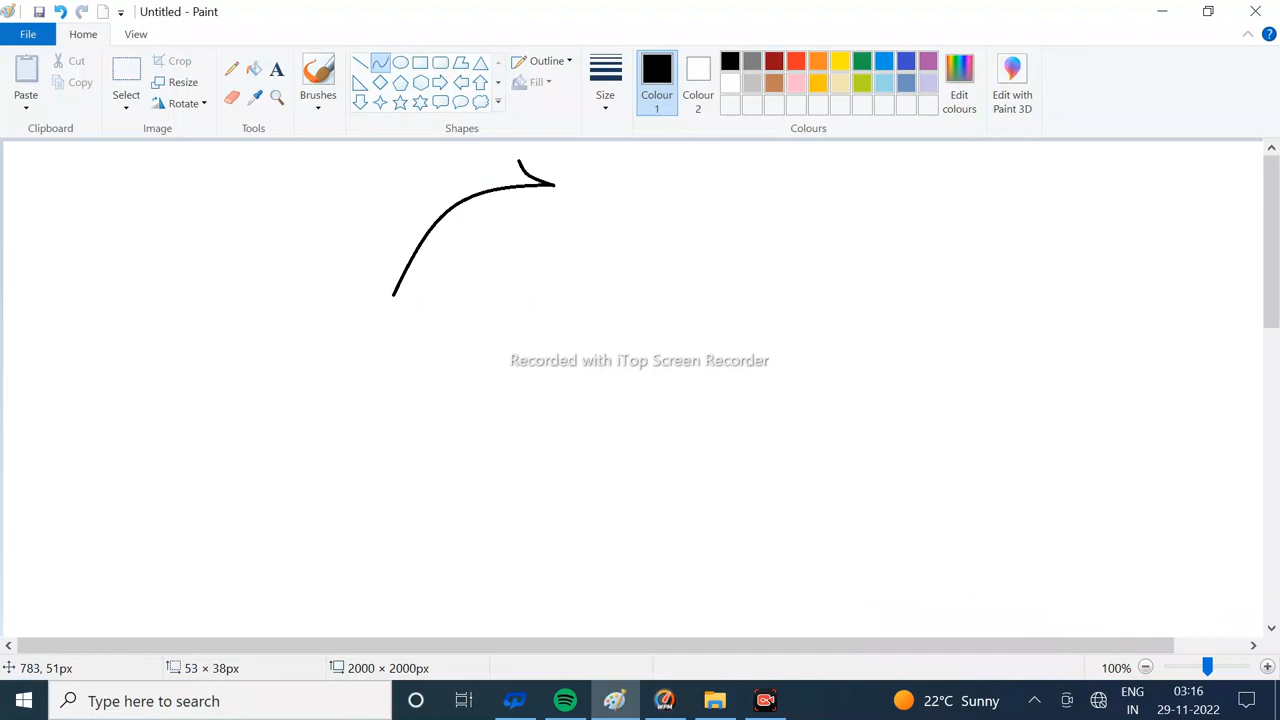 Untitled - Paint
File Home View
Paste
Cut
Copy
Clipboard
Select
Crop
Resize
Rotate
Image
Tools
Brushes
Outline
Fill
Shapes
Size
Colour 1
Colour 2
Edit colours
Colours
Edit with Paint 3D
Recorded with iTop Screen Recorder
783, 51px 53 × 38px 2000 × 2000px 100%
Type here to search
WPM
22°C Sunny
ENG IN
03:16
29-11-2022